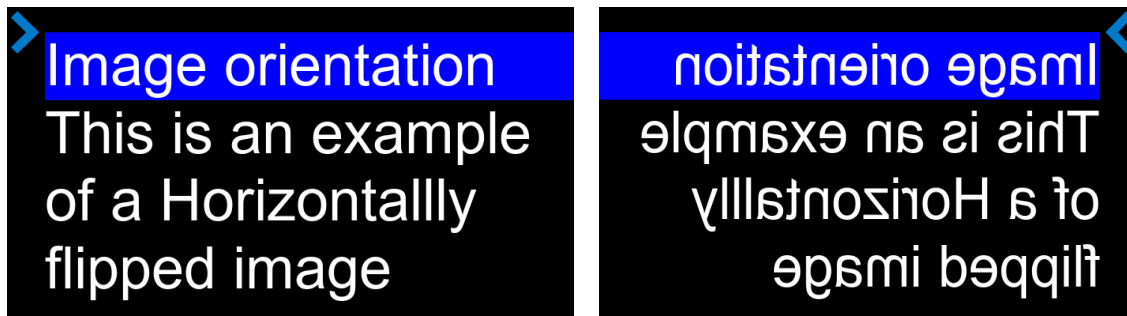 Image orientation
This is an example
of a Horizontallly
flipped image
Image orientation
This is an example
of a Horizontallly
flipped image